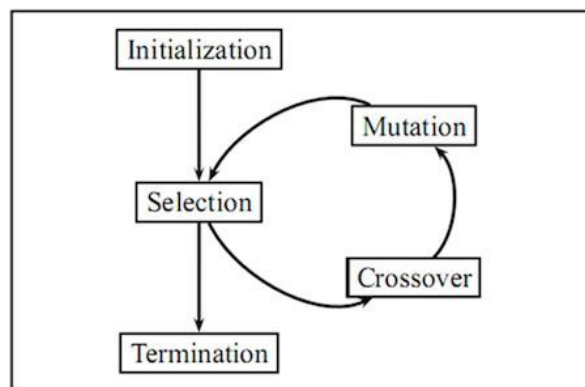 Initialization
Mutation
Selection
Crossover
Termination